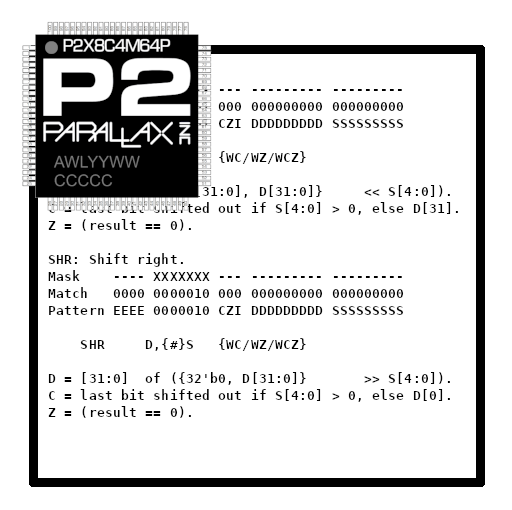 P2X8C4M64P
P2
PARALLAX INC
AWLYYWW
CCCCC
--- --------- ---------
000 000000000 000000000
CZI DDDDDDDDD SSSSSSSSS
{WC/WZ/WCZ}
[31:0], D[31:0]} << S[4:0]).
C = last bit shifted out if S[4:0] > 0, else D[31].
Z = (result == 0).
SHR: Shift right.
Mask ---- XXXXXXX --- --------- ---------
Match 0000 0000010 000 000000000 000000000
Pattern EEEE 0000010 CZI DDDDDDDDD SSSSSSSSS
SHR D,{#}S {WC/WZ/WCZ}
D = [31:0] of ({32'b0, D[31:0]} >> S[4:0]).
C = last bit shifted out if S[4:0] > 0, else D[0].
Z = (result == 0).